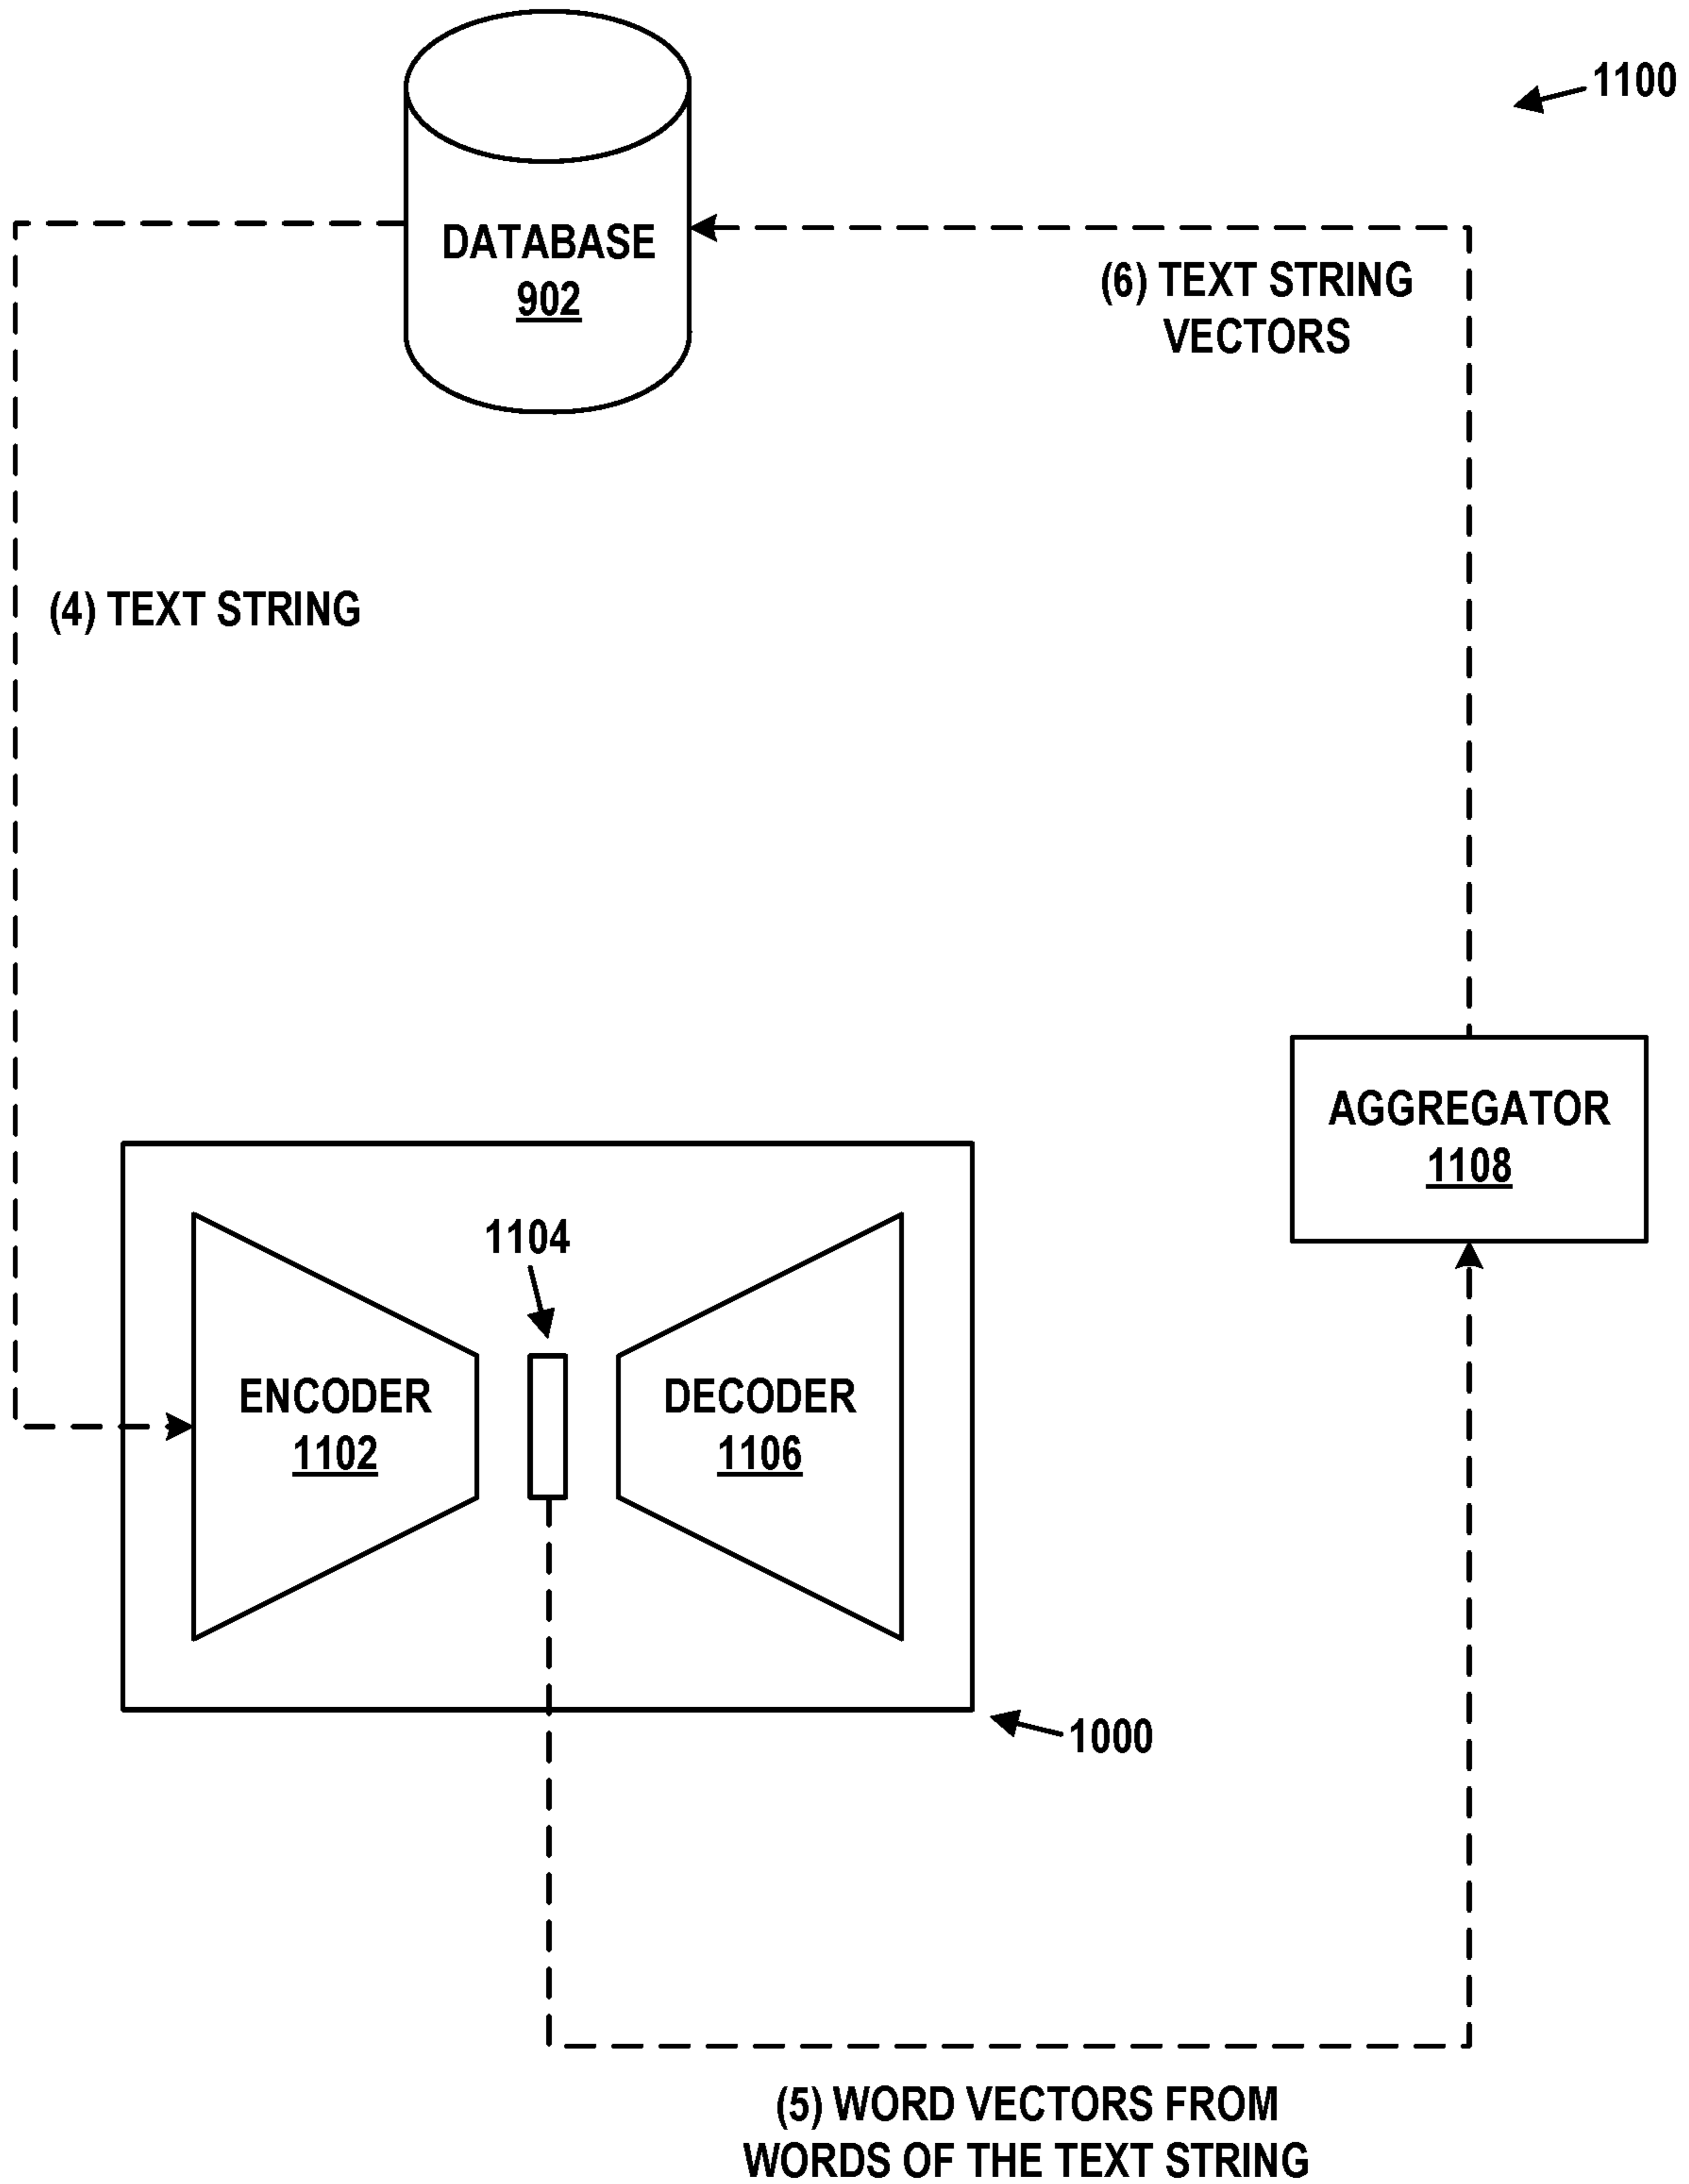 1100
DATABASE
902
(6) TEXT STRING
VECTORS
(4) TEXT STRING
AGGREGATOR
1108
1104
ENCODER
1102
DECODER
1106
1000
(5) WORD VECTORS FROM
WORDS OF THE TEXT STRING